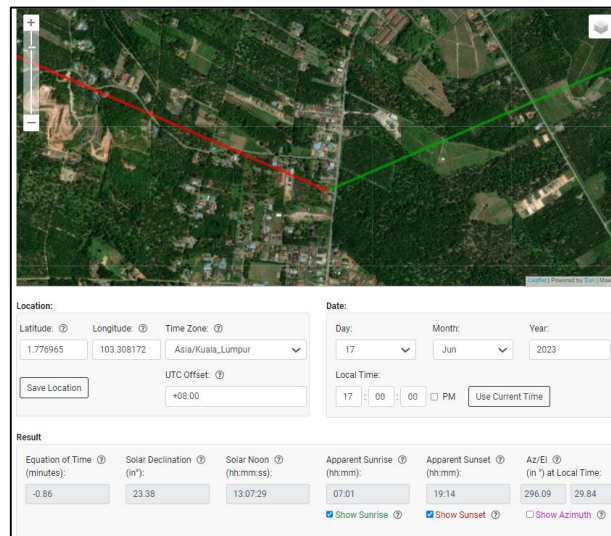 +
−
Leaflet | Powered by Esri | Max
Location:
Date:
Latitude: Longitude: Time Zone:
1.776965 103.308172 Asia/Kuala_Lumpur
Save Location
UTC Offset:
+08:00
Day: Month: Year:
17 Jun 2023
Local Time:
17 : 00 : 00 PM Use Current Time
Result
Equation of Time (minutes):
-0.86
Solar Declination (in°):
23.38
Solar Noon (hh:mm:ss):
13:07:29
Apparent Sunrise (hh:mm):
07:01
Show Sunrise
Apparent Sunset (hh:mm):
19:14
Show Sunset
Az/El (in °) at Local Time:
296.09 29.84
Show Azimuth